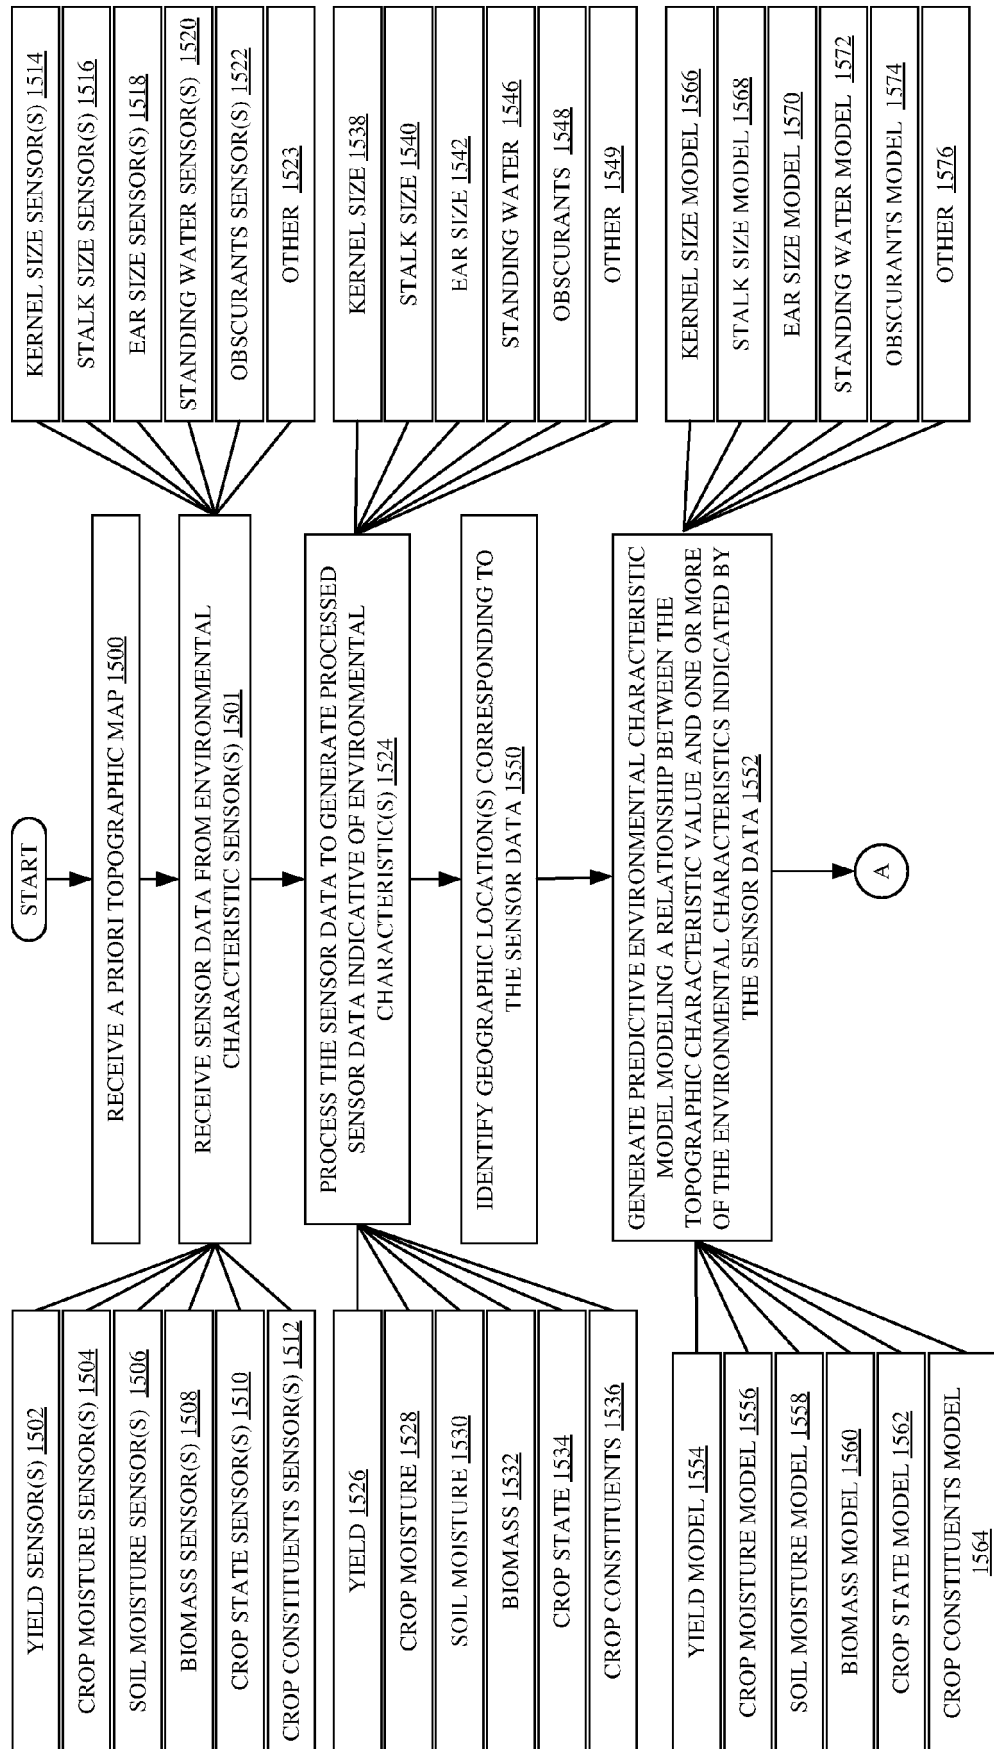 START
RECEIVE A PRIORI TOPOGRAPHIC MAP 1500
YIELD SENSOR(S) 1502
CROP MOISTURE SENSOR(S) 1504
SOIL MOISTURE SENSOR(S) 1506
BIOMASS SENSOR(S) 1508
CROP STATE SENSOR(S) 1510
CROP CONSTITUENTS SENSOR(S) 1512
RECEIVE SENSOR DATA FROM ENVIRONMENTAL
CHARACTERISTIC SENSOR(S) 1501
KERNEL SIZE SENSOR(S) 1514
STALK SIZE SENSOR(S) 1516
EAR SIZE SENSOR(S) 1518
STANDING WATER SENSOR(S) 1520
OBSCURANTS SENSOR(S) 1522
OTHER 1523
YIELD 1526
CROP MOISTURE 1528
SOIL MOISTURE 1530
BIOMASS 1532
CROP STATE 1534
CROP CONSTITUENTS 1536
PROCESS THE SENSOR DATA TO GENERATE PROCESSED
SENSOR DATA INDICATIVE OF ENVIRONMENTAL
CHARACTERISTIC(S) 1524
KERNEL SIZE 1538
STALK SIZE 1540
EAR SIZE 1542
STANDING WATER 1546
OBSCURANTS 1548
OTHER 1549
IDENTIFY GEOGRAPHIC LOCATION(S) CORRESPONDING TO
THE SENSOR DATA 1550
YIELD MODEL 1554
CROP MOISTURE MODEL 1556
SOIL MOISTURE MODEL 1558
BIOMASS MODEL 1560
CROP STATE MODEL 1562
CROP CONSTITUENTS MODEL
1564
GENERATE PREDICTIVE ENVIRONMENTAL CHARACTERISTIC
MODEL MODELING A RELATIONSHIP BETWEEN THE
TOPOGRAPHIC CHARACTERISTIC VALUE AND ONE OR MORE
OF THE ENVIRONMENTAL CHARACTERISTICS INDICATED BY
THE SENSOR DATA 1552
KERNEL SIZE MODEL 1566
STALK SIZE MODEL 1568
EAR SIZE MODEL 1570
STANDING WATER MODEL 1572
OBSCURANTS MODEL 1574
OTHER 1576
A